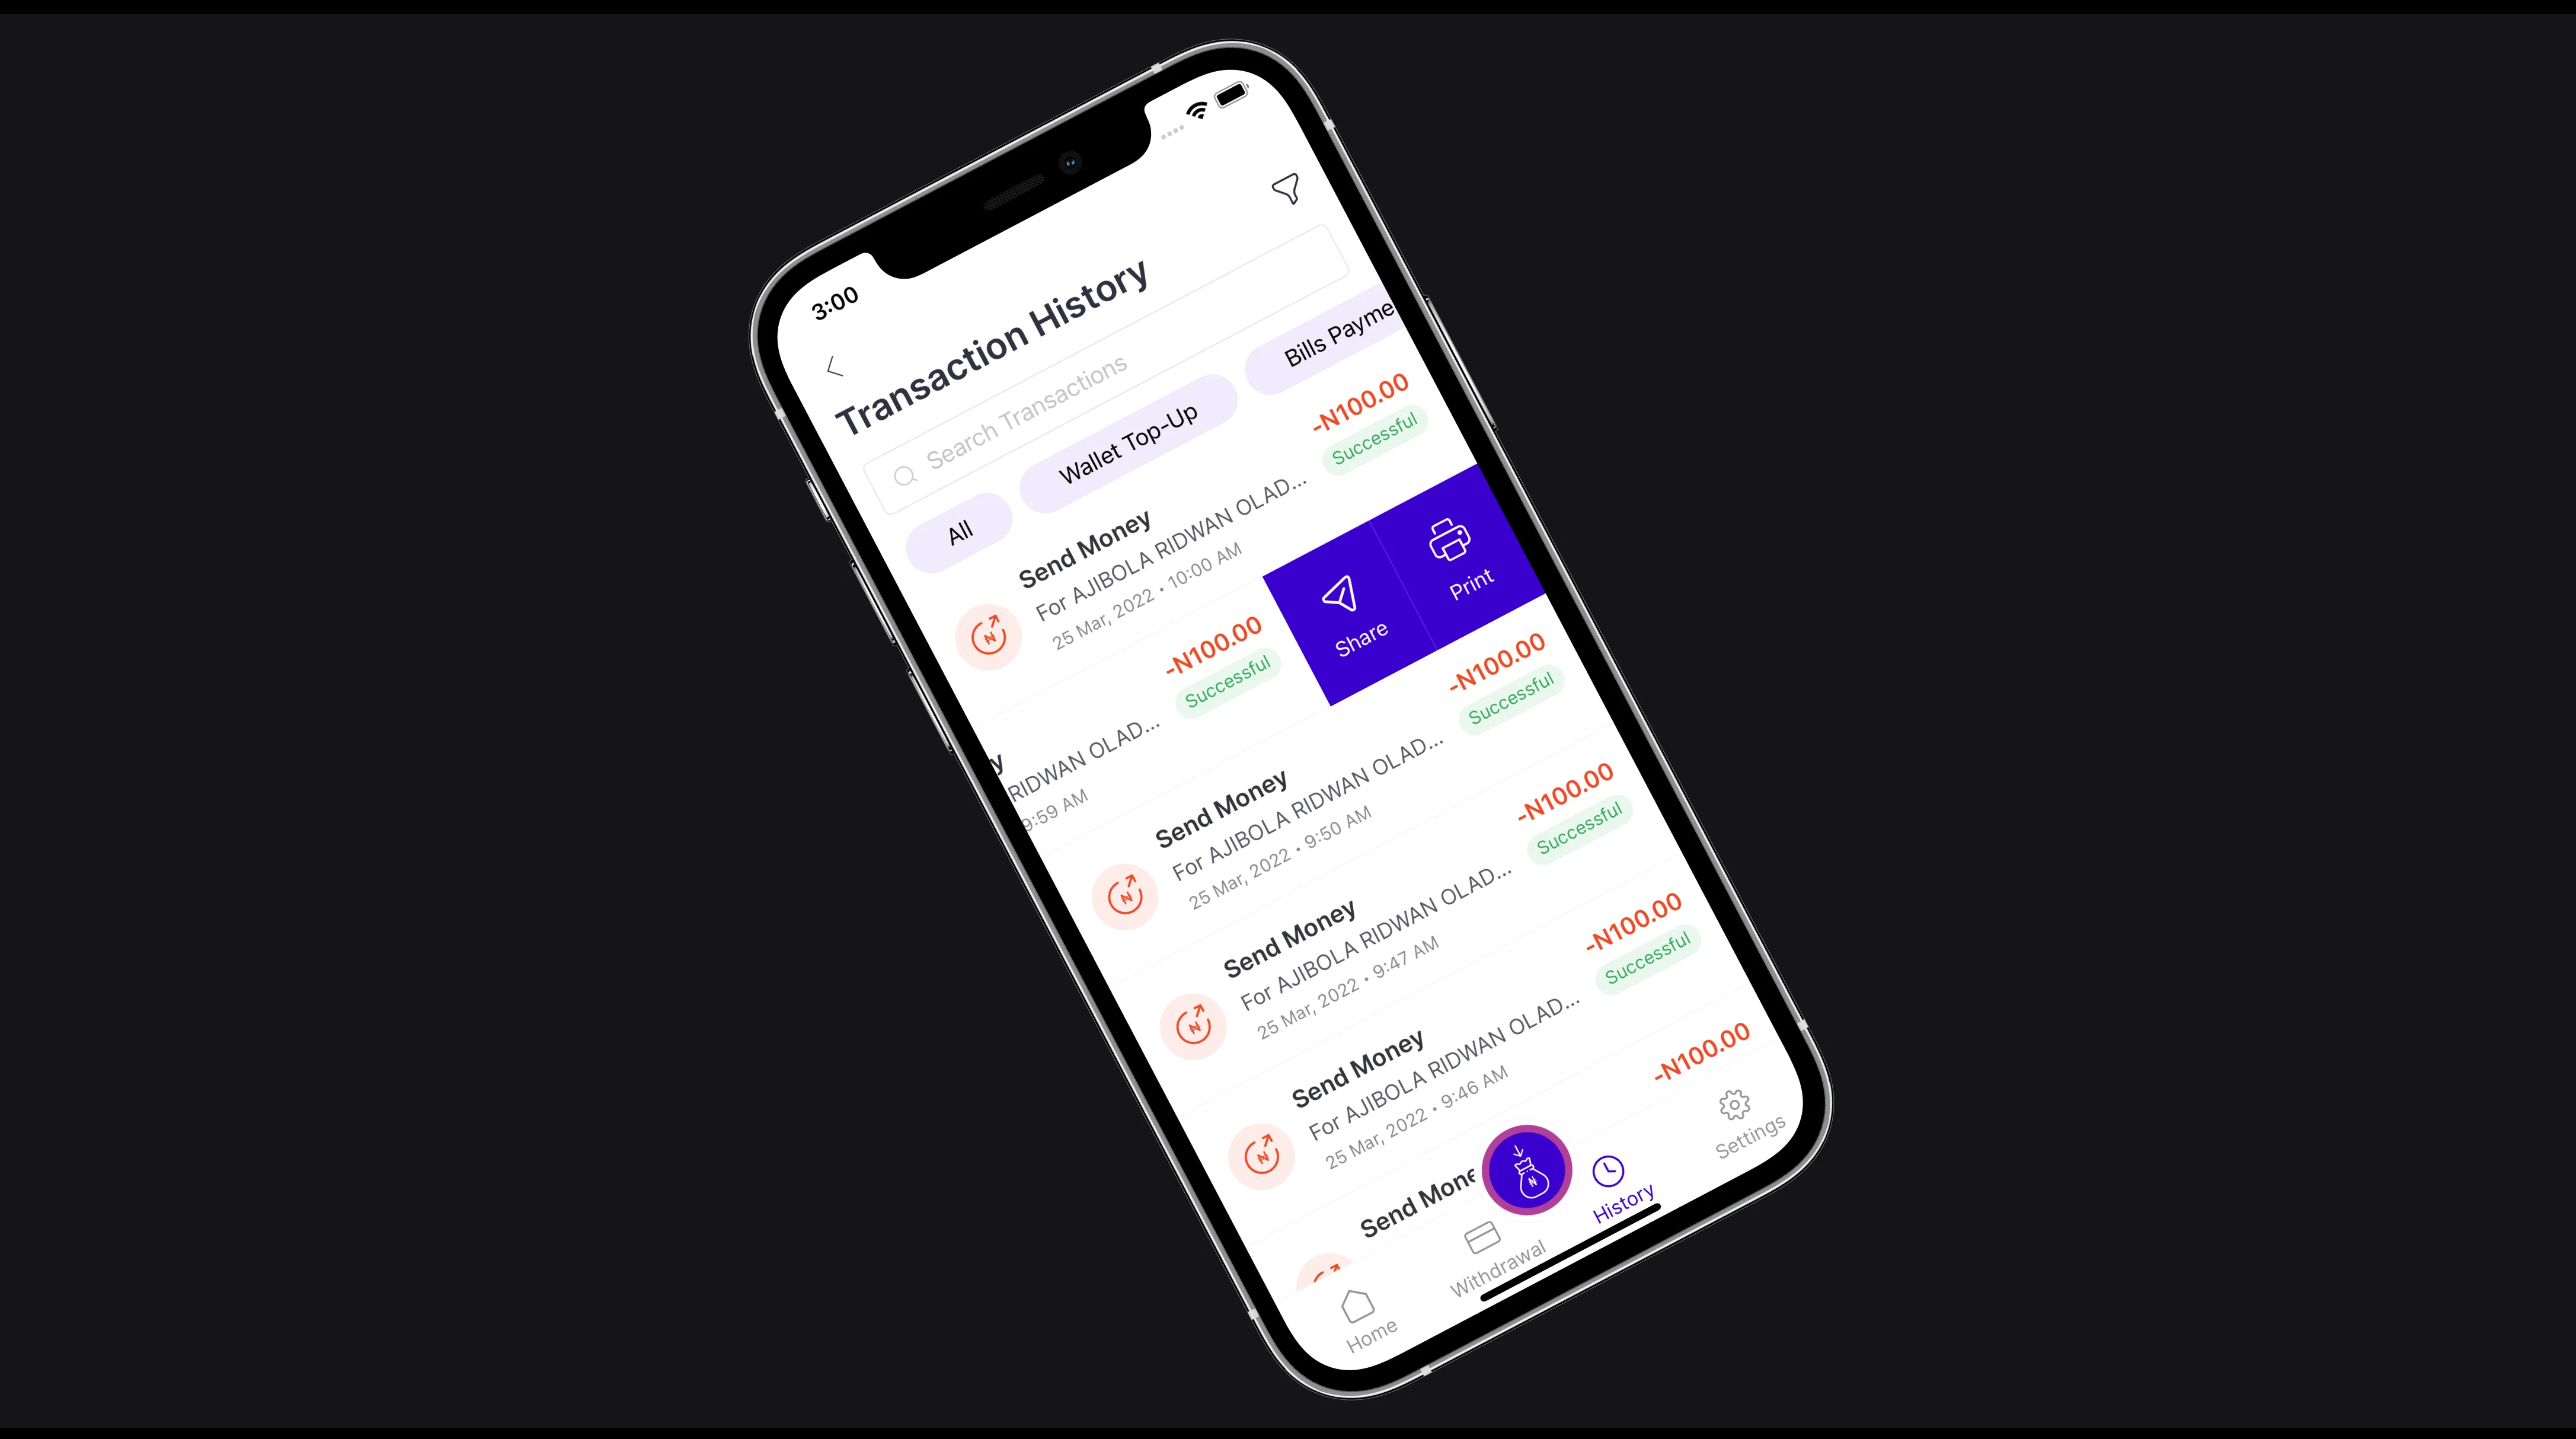 3:00
Transaction History
Search Transactions
All
Wallet Top-Up
Bills Payme
Send Money
-N100.00
For AJIBOLA RIDWAN OLAD...
Successful
25 Mar, 2022 • 10:00 AM
y
-N100.00
RIDWAN OLAD...
Successful
9:59 AM
Share
Print
Send Money
-N100.00
For AJIBOLA RIDWAN OLAD...
Successful
25 Mar, 2022 • 9:50 AM
Send Money
-N100.00
For AJIBOLA RIDWAN OLAD...
Successful
25 Mar, 2022 • 9:47 AM
Send Money
-N100.00
For AJIBOLA RIDWAN OLAD...
Successful
25 Mar, 2022 • 9:46 AM
Send Mone
-N100.00
Home
Withdrawal
History
Settings